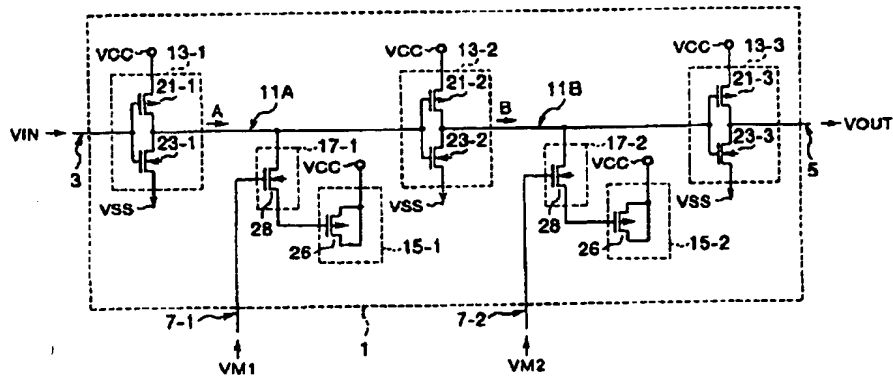 VCC 13-1 VCC 13-2 VCC 13-3
21-1 A 11A 21-2 B 11B 21-3
VIN VOUT
23-1 17-1 23-2 17-2 23-3
3 VCC VCC 5
VSS 28 VSS 28 VSS
26 15-1 26 15-2
7-1 1 7-2
VM1 VM2